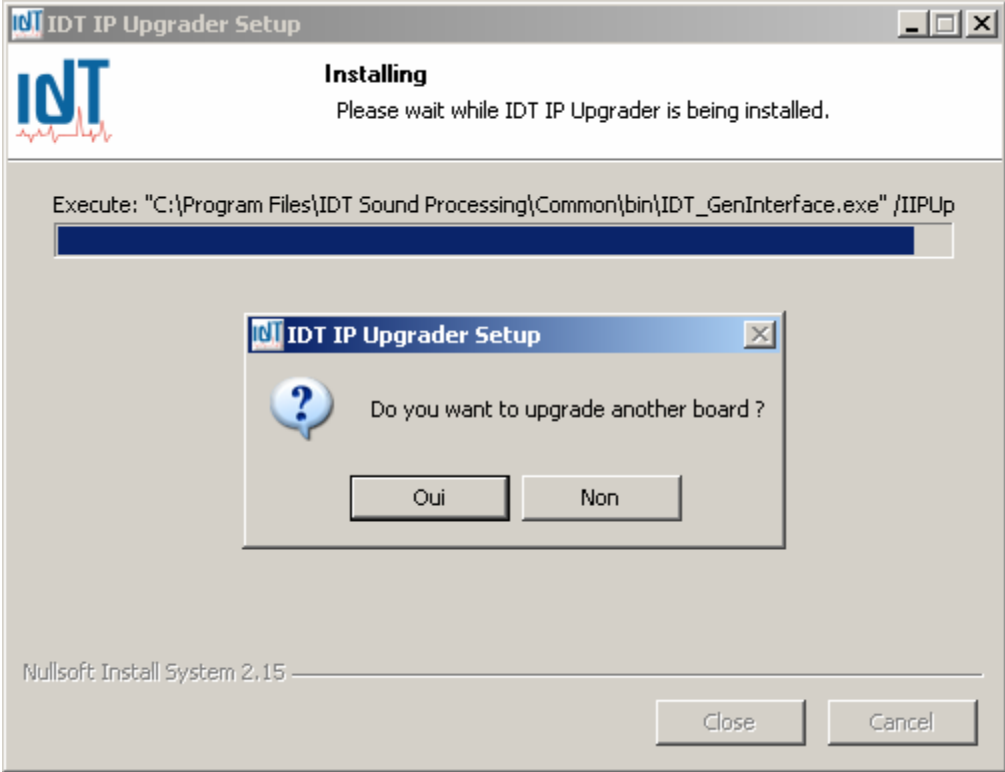 IDT IP Upgrader Setup
IDT
Installing
Please wait while IDT IP Upgrader is being installed.
Execute: "C:\Program Files\IDT Sound Processing\Common\bin\IDT_GenInterface.exe" /IIPUp
IDT IP Upgrader Setup
Do you want to upgrade another board ?
Oui Non
Nullsoft Install System 2.15
Close Cancel